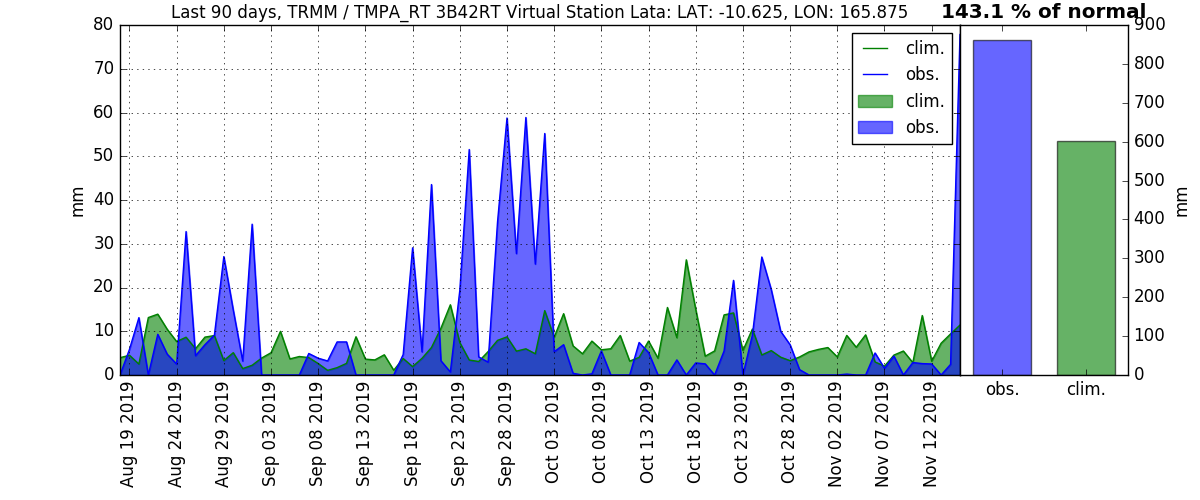 Last 90 days, TRMM / TMPA_RT 3B42RT Virtual Station Lata: LAT: -10.625, LON: 165.875
143.1 % of normal
80
70
60
50
40
30
20
10
0
mm
clim.
obs.
clim.
obs.
900
800
700
600
500
400
300
200
100
0
mm
obs.
clim.
Aug 19 2019
Aug 24 2019
Aug 29 2019
Sep 03 2019
Sep 08 2019
Sep 13 2019
Sep 18 2019
Sep 23 2019
Sep 28 2019
Oct 03 2019
Oct 08 2019
Oct 13 2019
Oct 18 2019
Oct 23 2019
Oct 28 2019
Nov 02 2019
Nov 07 2019
Nov 12 2019